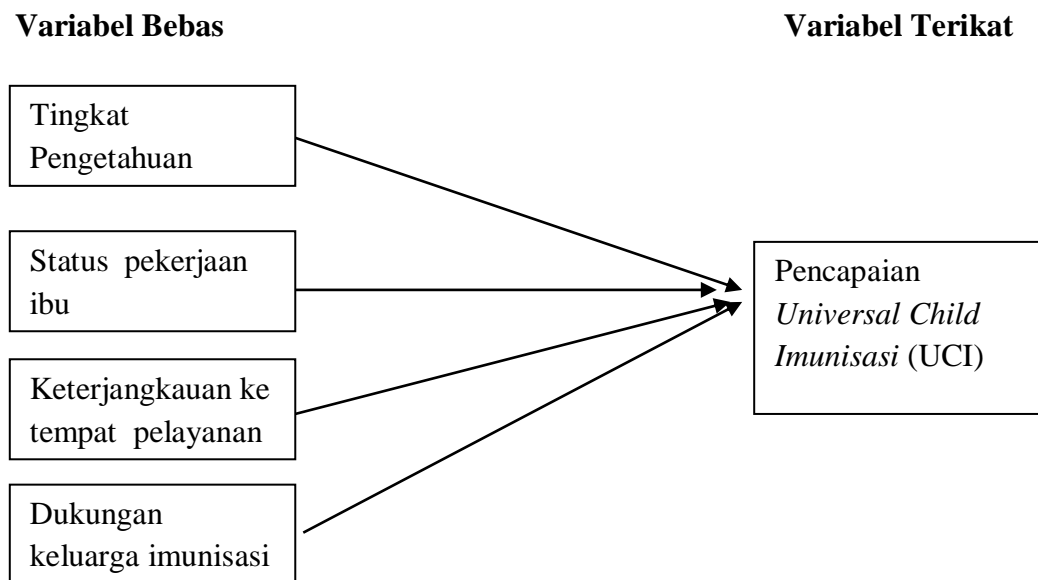 Variabel Bebas
Variabel Terikat
Tingkat
Pengetahuan
Status pekerjaan
ibu
Keterjangkauan ke
tempat pelayanan
Dukungan
keluarga imunisasi
Pencapaian
Universal Child
Imunisasi (UCI)